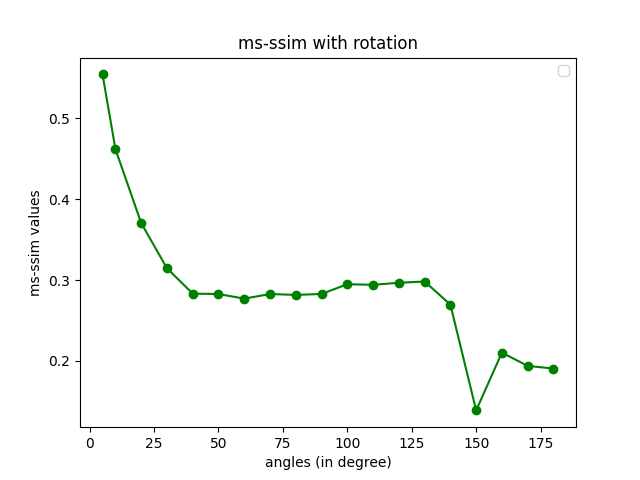 ms-ssim with rotation
ms-ssim values
0.5
0.4
0.3
0.2
0 25 50 75 100 125 150 175
angles (in degree)